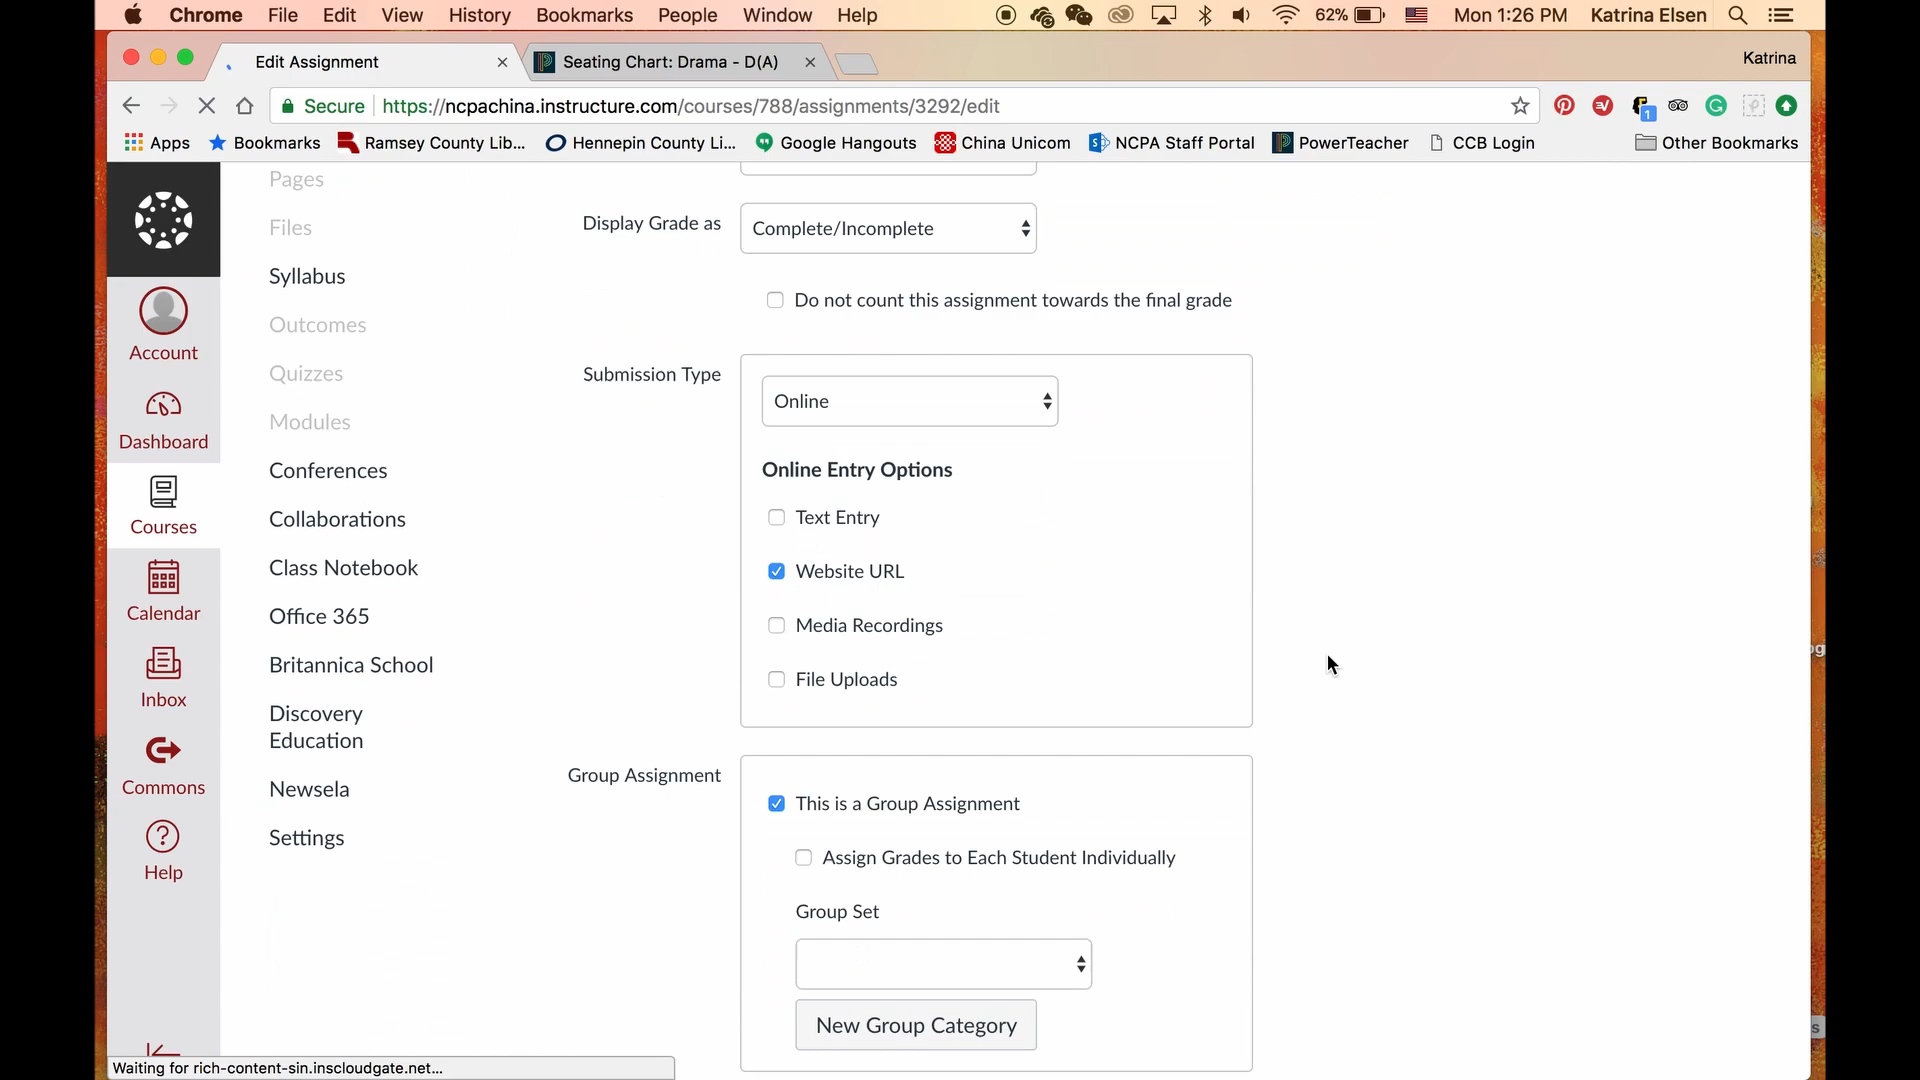 Chrome File Edit View History Bookmarks People Window Help 62% Mon 1:26 PM Katrina Elsen
Edit Assignment Seating Chart: Drama - D(A) Katrina
Secure https://ncpachina.instructure.com/courses/788/assignments/3292/edit
1
Apps Bookmarks Ramsey County Lib... Hennepin County Li... Google Hangouts China Unicom NCPA Staff Portal PowerTeacher CCB Login Other Bookmarks
Account
Dashboard
Courses
Calendar
Inbox
Commons
Help
Pages
Files
Syllabus
Outcomes
Quizzes
Modules
Conferences
Collaborations
Class Notebook
Office 365
Britannica School
Discovery
Education
Newsela
Settings
Display Grade as Complete/Incomplete
Do not count this assignment towards the final grade
Submission Type
Online
Online Entry Options
Text Entry
Website URL
Media Recordings
File Uploads
Group Assignment
This is a Group Assignment
Assign Grades to Each Student Individually
Group Set
New Group Category
Waiting for rich-content-sin.inscloudgate.net...